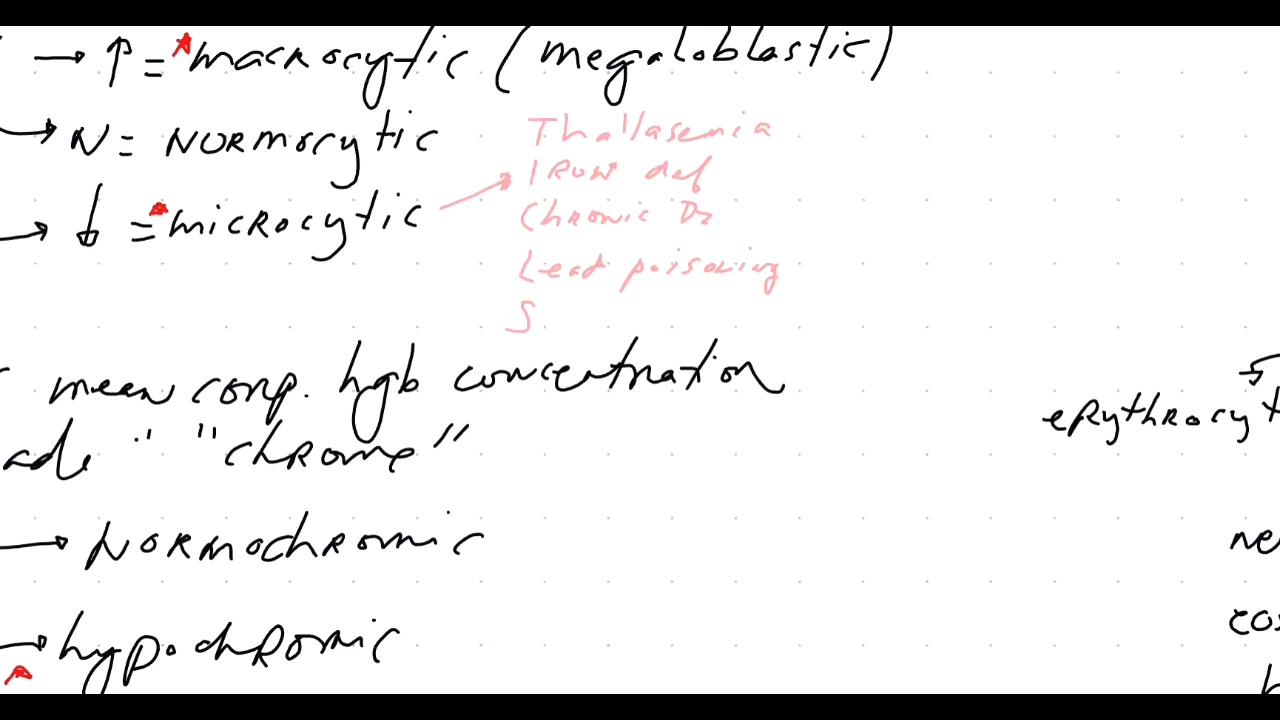 → ↑ = *macrocytic (megaloblastic)
→ N = Normocytic
→ ↓ = *microcytic →
Thallasemia
IRON def
Chronic Dz
Lead poisoning
S
mean corp. hgb concentration
"chrome"
→ Normochromic
→ hypochromic
erythrocyt
ne